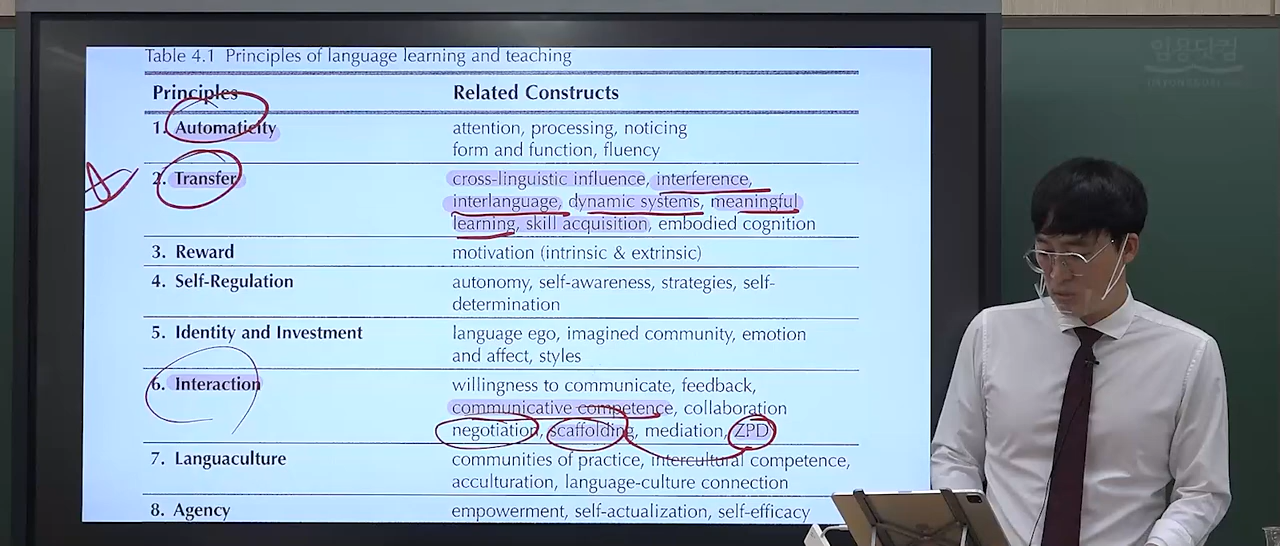 Table 4.1 Principles of language learning and teaching
Principles Related Constructs
1. Automaticity attention, processing, noticing
form and function, fluency
2. Transfer cross-linguistic influence, interference,
interlanguage, dynamic systems, meaningful
learning, skill acquisition, embodied cognition
3. Reward motivation (intrinsic & extrinsic)
4. Self-Regulation autonomy, self-awareness, strategies, self-
determination
5. Identity and Investment language ego, imagined community, emotion
and affect, styles
6. Interaction willingness to communicate, feedback,
communicative competence, collaboration
negotiation, scaffolding, mediation, ZPD
7. Languaculture communities of practice, intercultural competence,
acculturation, language-culture connection
8. Agency empowerment, self-actualization, self-efficacy
임용닷컴